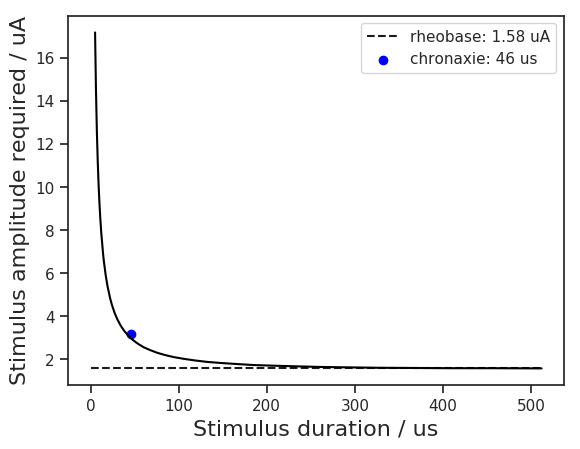 rheobase: 1.58 uA
chronaxie: 46 us
Stimulus amplitude required / uA
16
14
12
10
8
6
4
2
0 100 200 300 400 500
Stimulus duration / us